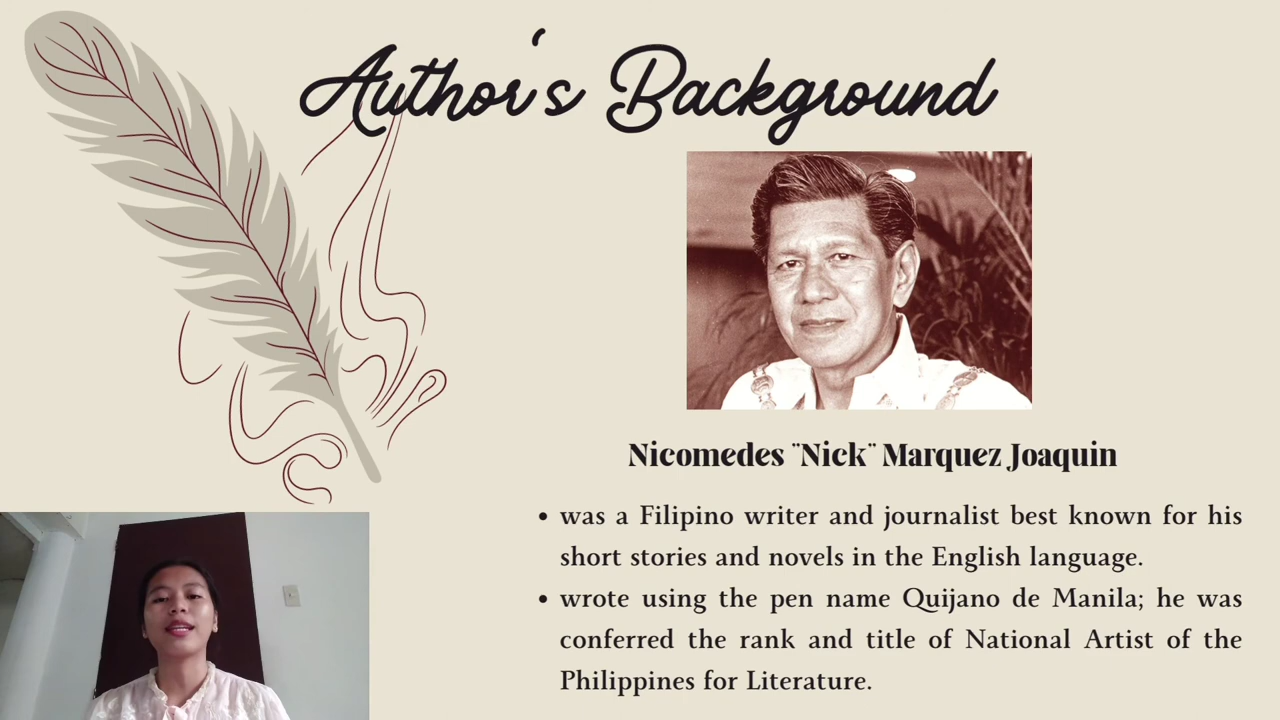 Author's Background
Nicomedes "Nick" Marquez Joaquin
• was a Filipino writer and journalist best known for his
short stories and novels in the English language.
• wrote using the pen name Quijano de Manila; he was
conferred the rank and title of National Artist of the
Philippines for Literature.